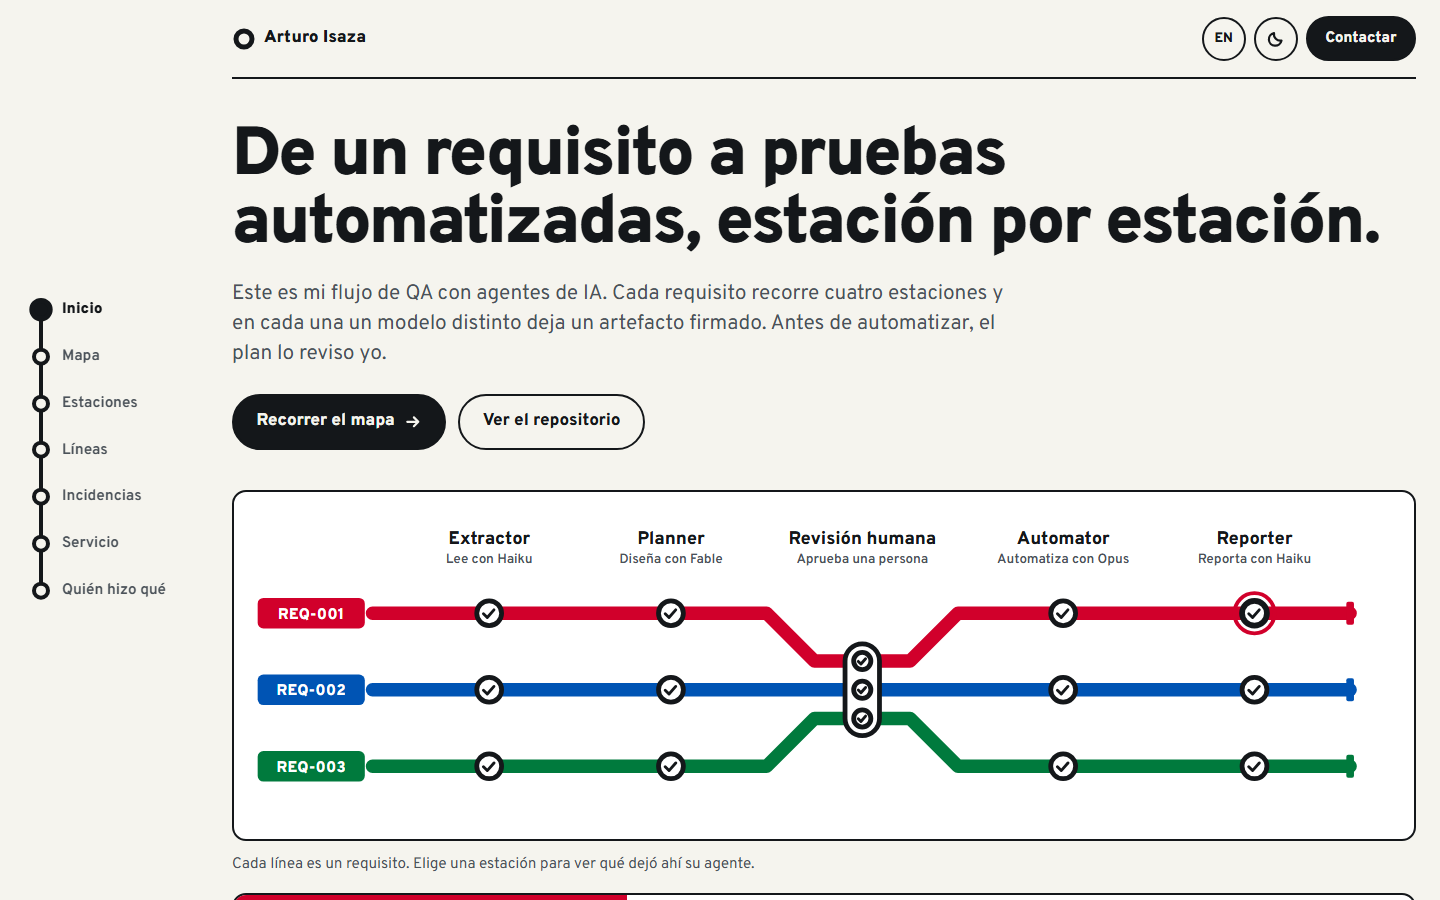 Arturo Isaza
EN
Contactar
De un requisito a pruebas
automatizadas, estación por estación.
Este es mi flujo de QA con agentes de IA. Cada requisito recorre cuatro estaciones y
en cada una un modelo distinto deja un artefacto firmado. Antes de automatizar, el
plan lo reviso yo.
Recorrer el mapa
Ver el repositorio
Inicio
Mapa
Estaciones
Líneas
Incidencias
Servicio
Quién hizo qué
Extractor
Lee con Haiku
Planner
Diseña con Fable
Revisión humana
Aprueba una persona
Automator
Automatiza con Opus
Reporter
Reporta con Haiku
REQ-001
REQ-002
REQ-003
Cada línea es un requisito. Elige una estación para ver qué dejó ahí su agente.